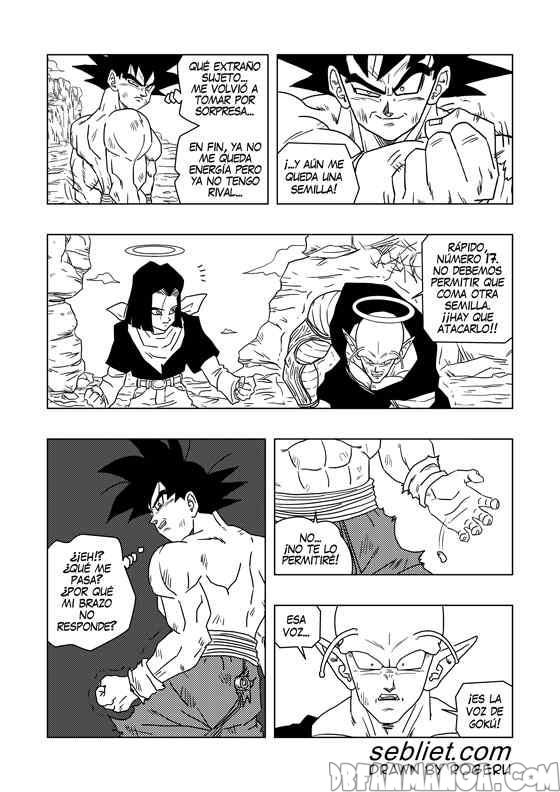 QUÉ EXTRAÑO
SUJETO...
ME VOLVIÓ A
TOMAR POR
SORPRESA...
EN FIN, YA NO
ME QUEDA
ENERGÍA PERO
YA NO TENGO
RIVAL...
¡...Y AÚN ME
QUEDA UNA
SEMILLA!
RÁPIDO,
NÚMERO 17.
NO DEBEMOS
PERMITIR QUE
COMA OTRA
SEMILLA.
¡¡HAY QUE
ATACARLO!!
¿¡EH!?
¿QUÉ ME
PASA?
¿POR QUÉ
MI BRAZO
NO
RESPONDE?
NO...
¡NO TE LO
PERMITIRÉ!
ESA
VOZ...
¡ES LA
VOZ DE
GOKÚ!
sebliet.com
DRAWN BY ROGERU
DBFANMANGA.COM